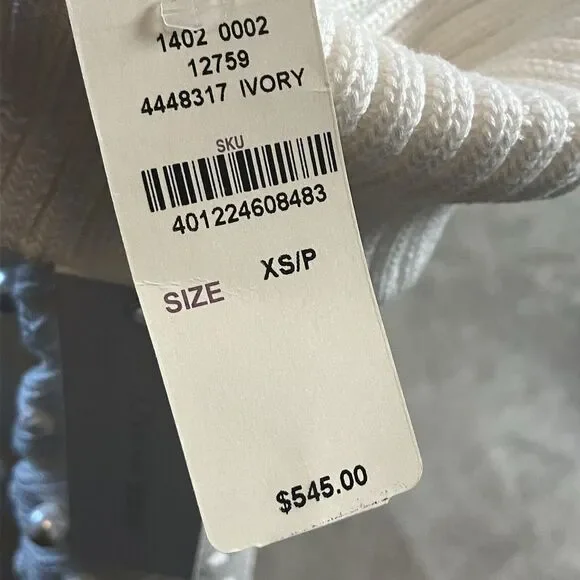 1402 0002
12759
4448317 IVORY
SKU
401224608483
SIZE XS/P
$545.00